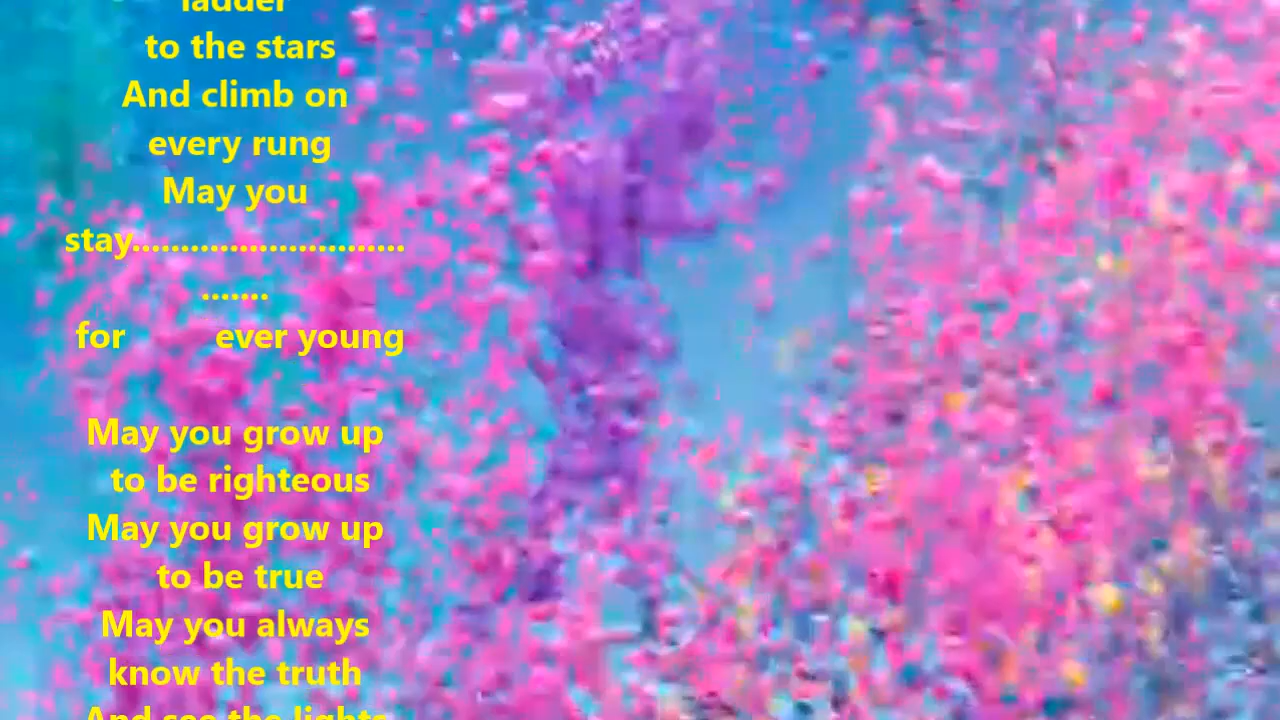 ladder
to the stars
And climb on
every rung
May you
stay............................
.......
for ever young
May you grow up
to be righteous
May you grow up
to be true
May you always
know the truth
And see the lights